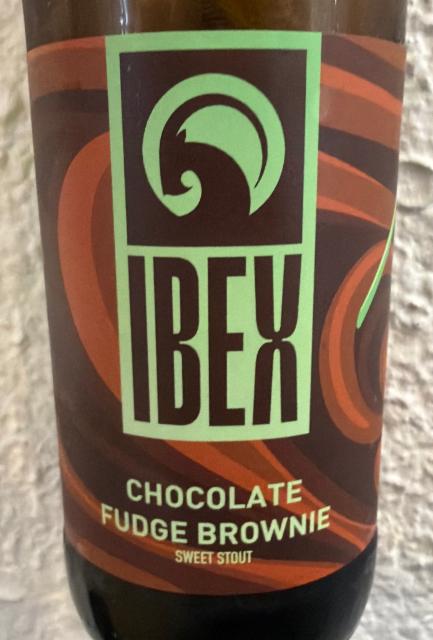 IBEX
CHOCOLATE
FUDGE BROWNIE
SWEET STOUT